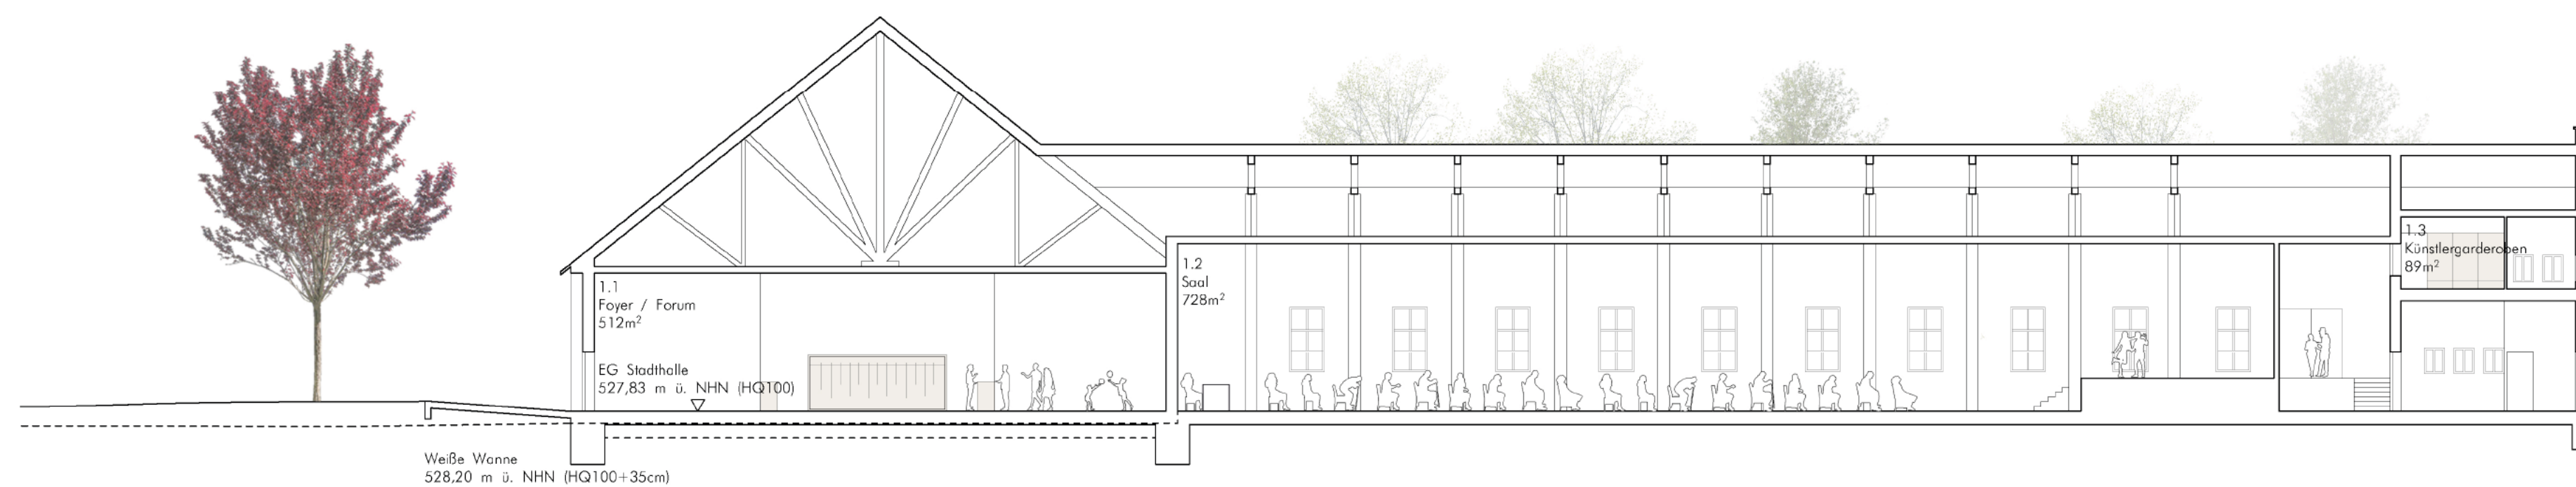 1.1
Foyer / Forum
512m²
EG Stadthalle
527,83 m ü. NHN (HQ100)
Weiße Wanne
528,20 m ü. NHN (HQ100+35cm)
1.2
Saal
728m²
1.3
Künstlergarderoben
89m²